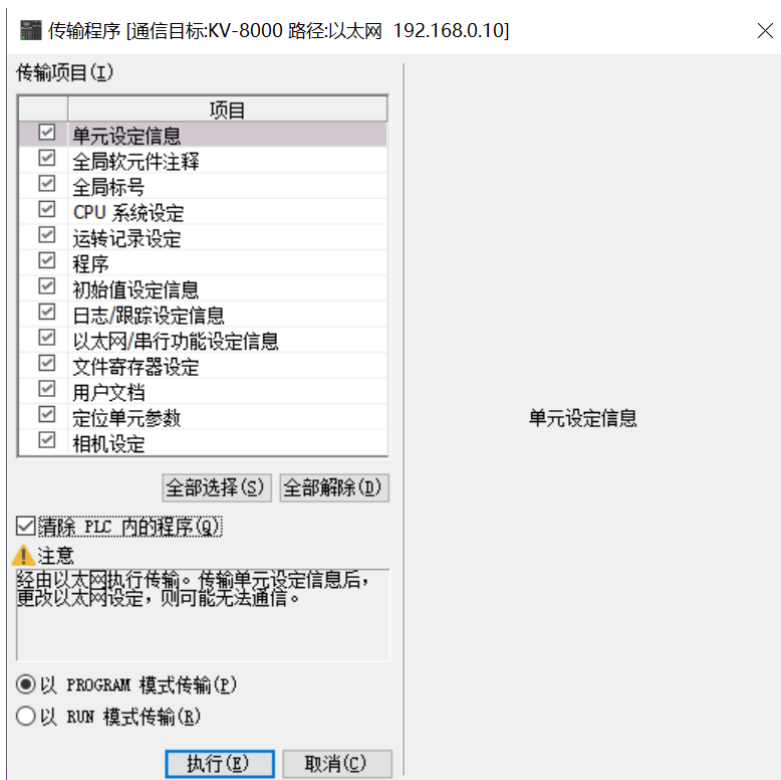 传输程序 [通信目标:KV-8000 路径:以太网 192.168.0.10]
传输项目(I)
项目
单元设定信息
全局软元件注释
全局标号
CPU 系统设定
运转记录设定
程序
初始值设定信息
日志/跟踪设定信息
以太网/串行功能设定信息
文件寄存器设定
用户文档
定位单元参数
相机设定
全部选择(S) 全部解除(D)
清除 PLC 内的程序(Q)
注意
经由以太网执行传输。传输单元设定信息后，
更改以太网设定，则可能无法通信。
以 PROGRAM 模式传输(P)
以 RUN 模式传输(R)
执行(E) 取消(C)
单元设定信息